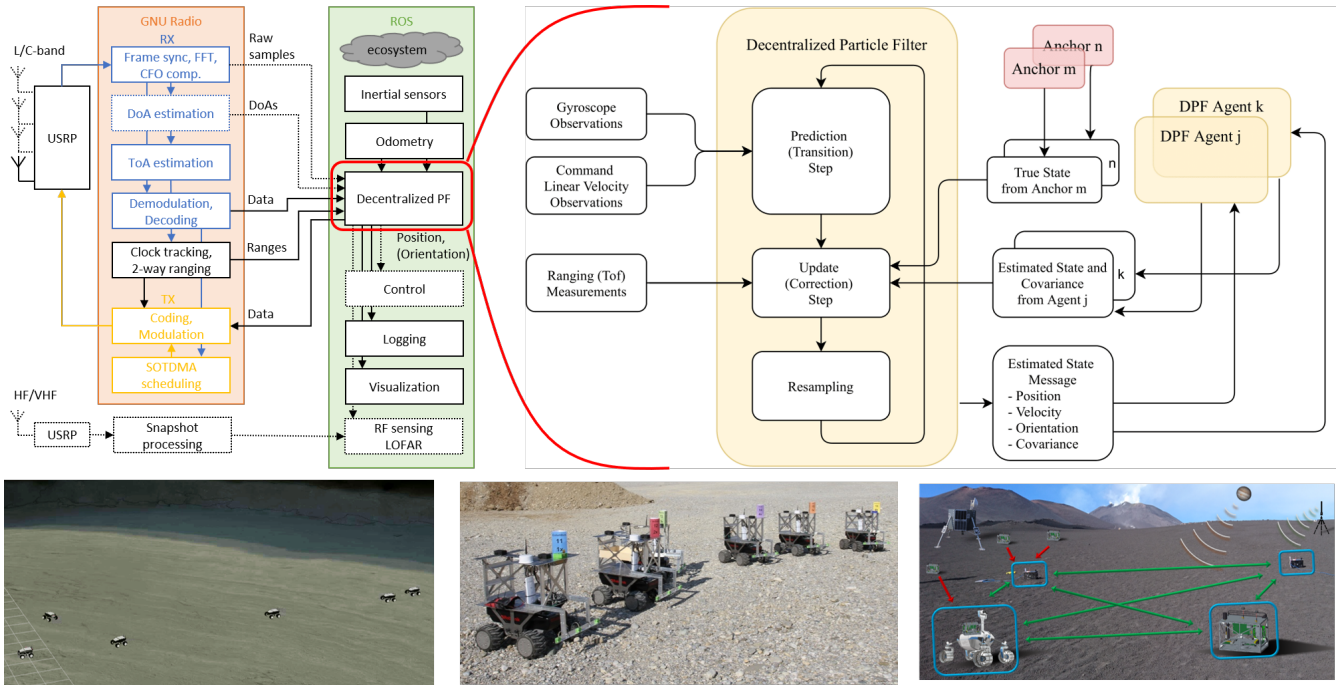 GNU Radio
RX
L/C-band
USRP
Frame sync, FFT,
CFO comp.
DoA estimation
ToA estimation
Demodulation,
Decoding
Clock tracking,
2-way ranging
TX
Coding,
Modulation
SOTDMA
scheduling
HF/VHF
USRP
Snapshot
processing
Raw
samples
DoAs
Data
Ranges
Data
ROS
ecosystem
Inertial sensors
Odometry
Decentralized PF
Position,
(Orientation)
Control
Logging
Visualization
RF sensing
LOFAR
Decentralized Particle Filter
Gyroscope
Observations
Command
Linear Velocity
Observations
Ranging (Tof)
Measurements
Prediction
(Transition)
Step
Update
(Correction)
Step
Resampling
Anchor n
Anchor m
n
True State
from Anchor m
DPF Agent k
DPF Agent j
k
Estimated State and
Covariance
from Agent j
Estimated State
Message
- Position
- Velocity
- Orientation
- Covariance